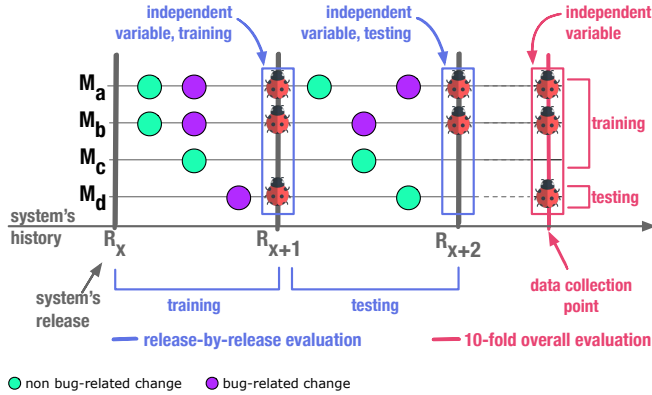 independent
variable, training
independent
variable, testing
independent
variable
Ma
Mb
Mc
Md
training
testing
system's
history
Rx
Rx+1
Rx+2
system's
release
training
testing
data collection
point
release-by-release evaluation
10-fold overall evaluation
non bug-related change
bug-related change